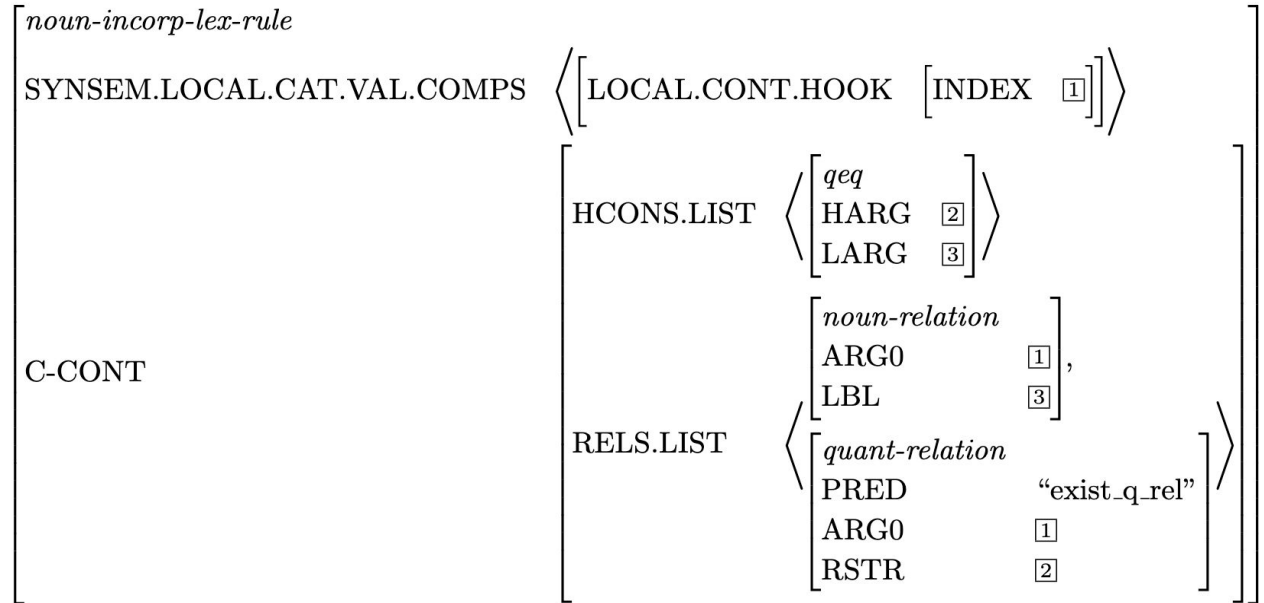 noun-incorp-lex-rule
SYNSEM.LOCAL.CAT.VAL.COMPS ⟨[LOCAL.CONT.HOOK [INDEX 1]]⟩
C-CONT
HCONS.LIST
qeq
HARG 2
LARG 3
RELS.LIST
noun-relation
ARG0 1
LBL 3
,
quant-relation
PRED “exist_q_rel”
ARG0 1
RSTR 2